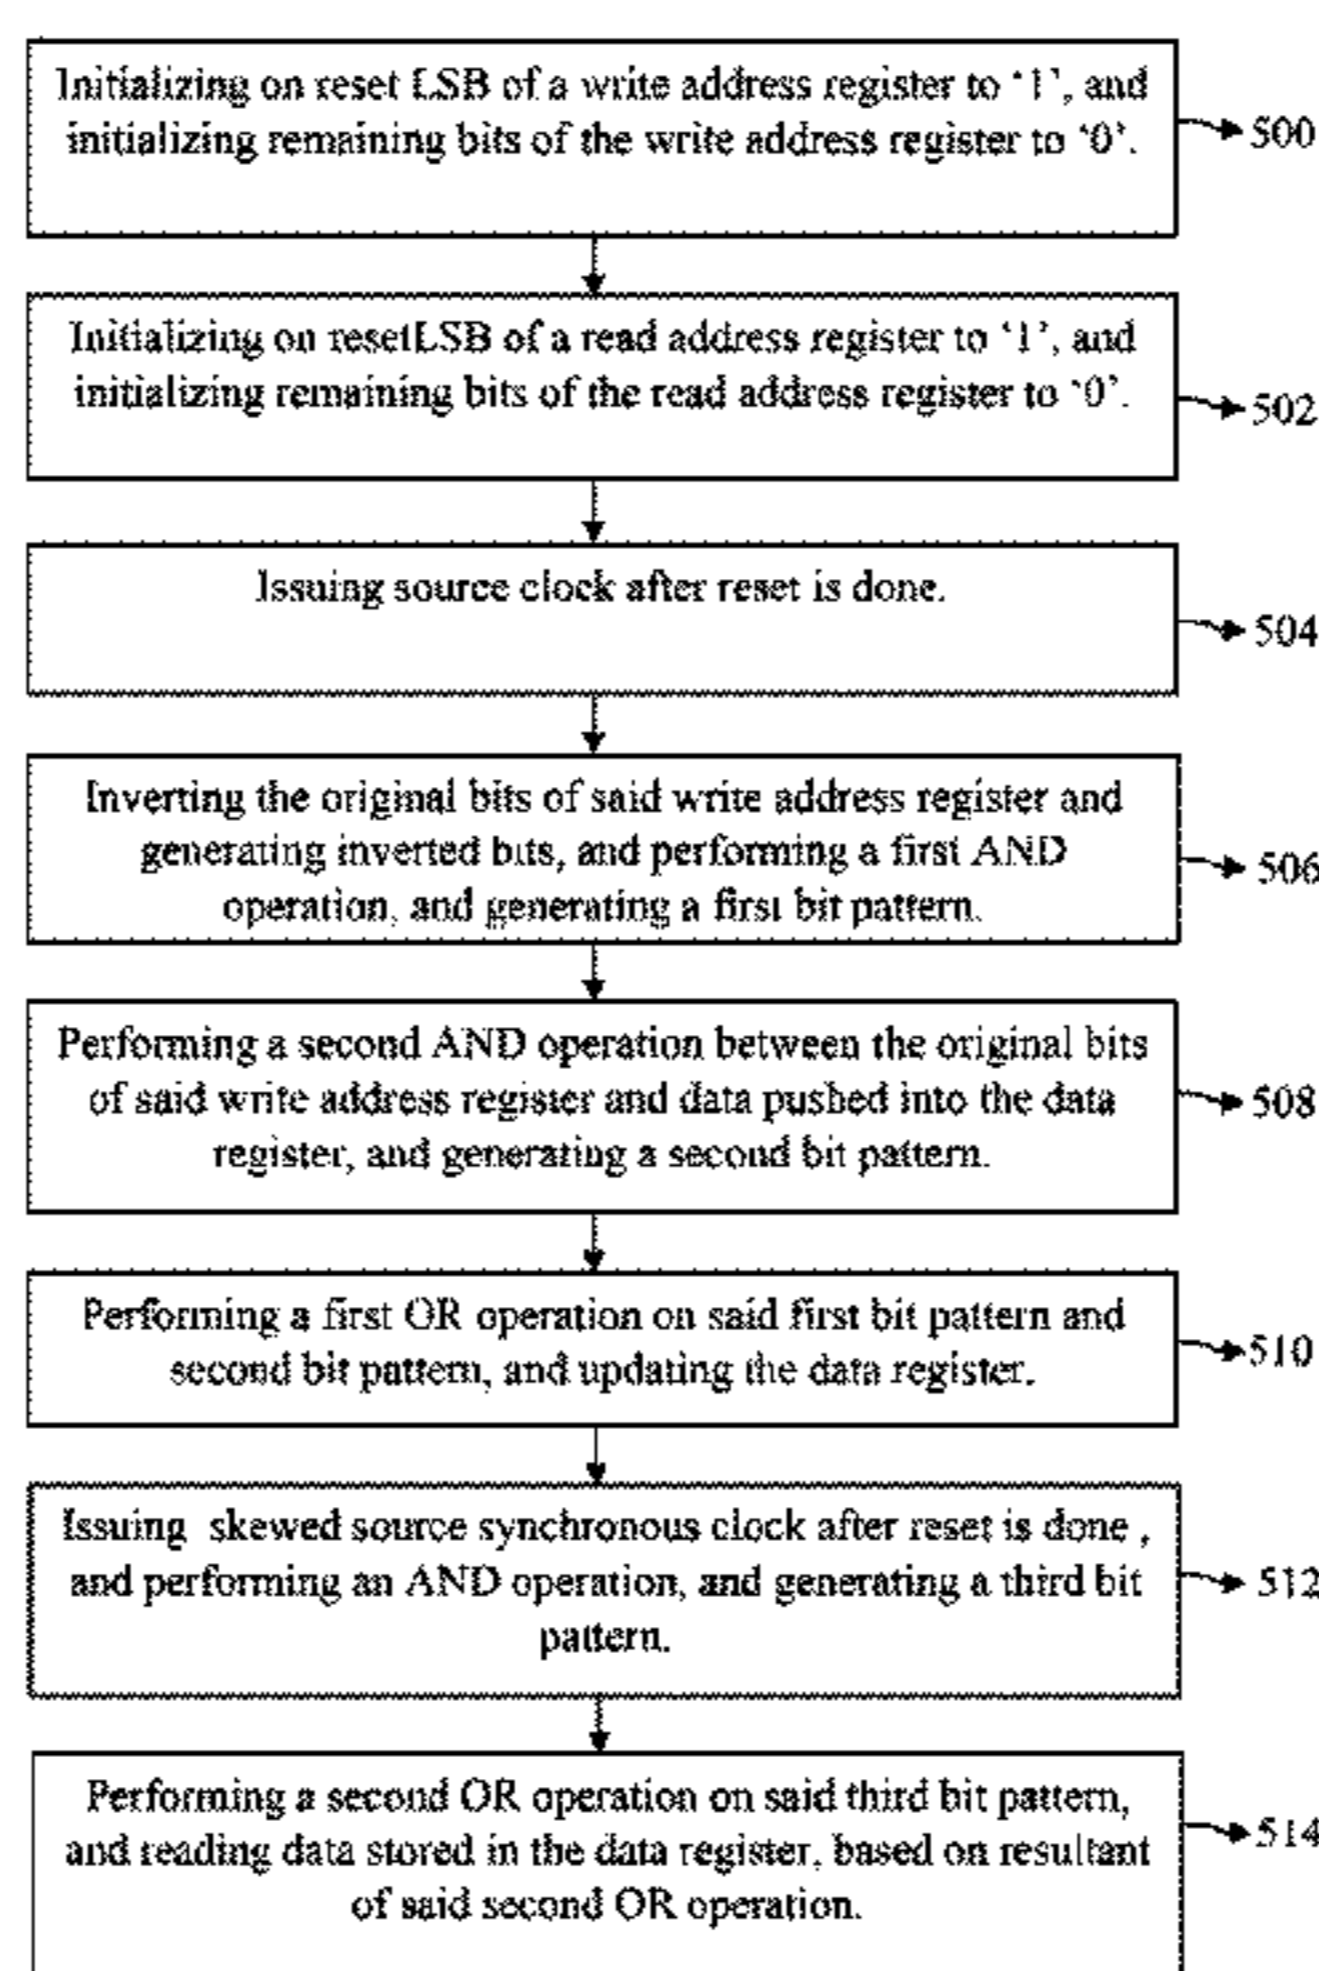 Initializing on reset LSB of a write address register to ‘1’, and
initializing remaining bits of the write address register to ‘0’.
500
Initializing on resetLSB of a read address register to ‘1’, and
initializing remaining bits of the read address register to ‘0’.
502
Issuing source clock after reset is done.
504
Inverting the original bits of said write address register and
generating inverted bits, and performing a first AND
operation, and generating a first bit pattern.
506
Performing a second AND operation between the original bits
of said write address register and data pushed into the data
register, and generating a second bit pattern.
508
Performing a first OR operation on said first bit pattern and
second bit pattern, and updating the data register.
510
Issuing skewed source synchronous clock after reset is done ,
and performing an AND operation, and generating a third bit
pattern.
512
Performing a second OR operation on said third bit pattern,
and reading data stored in the data register, based on resultant
of said second OR operation.
514